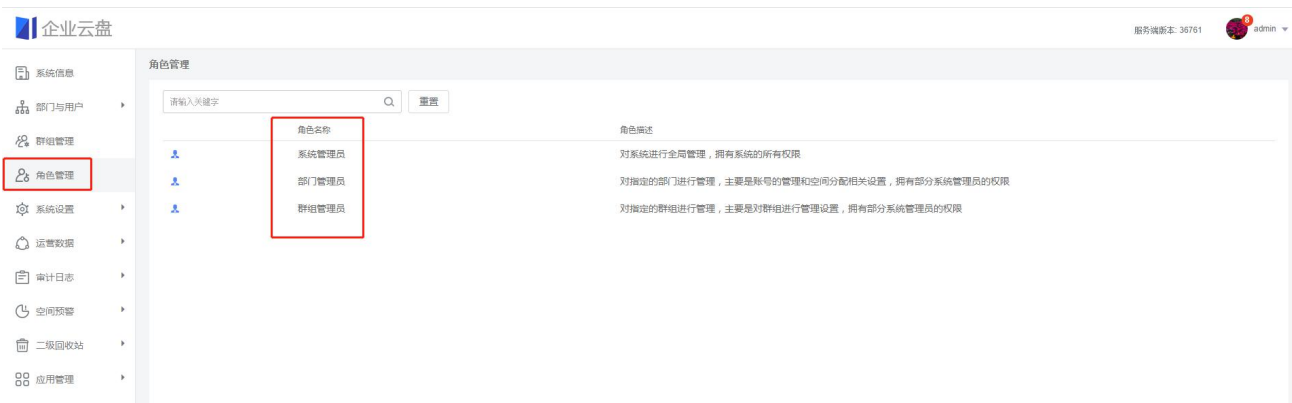 企业云盘
服务端版本: 36761
8
admin
系统信息
部门与用户
群组管理
角色管理
系统设置
运营数据
审计日志
空间预警
二级回收站
应用管理
角色管理
请输入关键字
重置
角色名称 角色描述
系统管理员 对系统进行全局管理，拥有系统的所有权限
部门管理员 对指定的部门进行管理，主要是账号的管理和空间分配相关设置，拥有部分系统管理员的权限
群组管理员 对指定的群组进行管理，主要是对群组进行管理设置，拥有部分系统管理员的权限